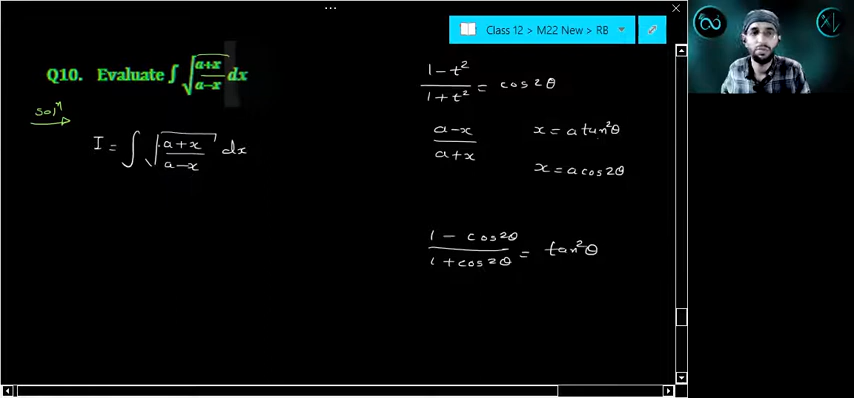 Class 12 > M22 New > RB
Q10. Evaluate ∫ √(a+x / a−x) dx
Solⁿ
I = ∫ √(a+x / a−x) dx
1−t² / 1+t² = cos2θ
a−x / a+x
x = a tan²θ
x = a cos2θ
1 − cos2θ / 1 + cos2θ = tan²θ